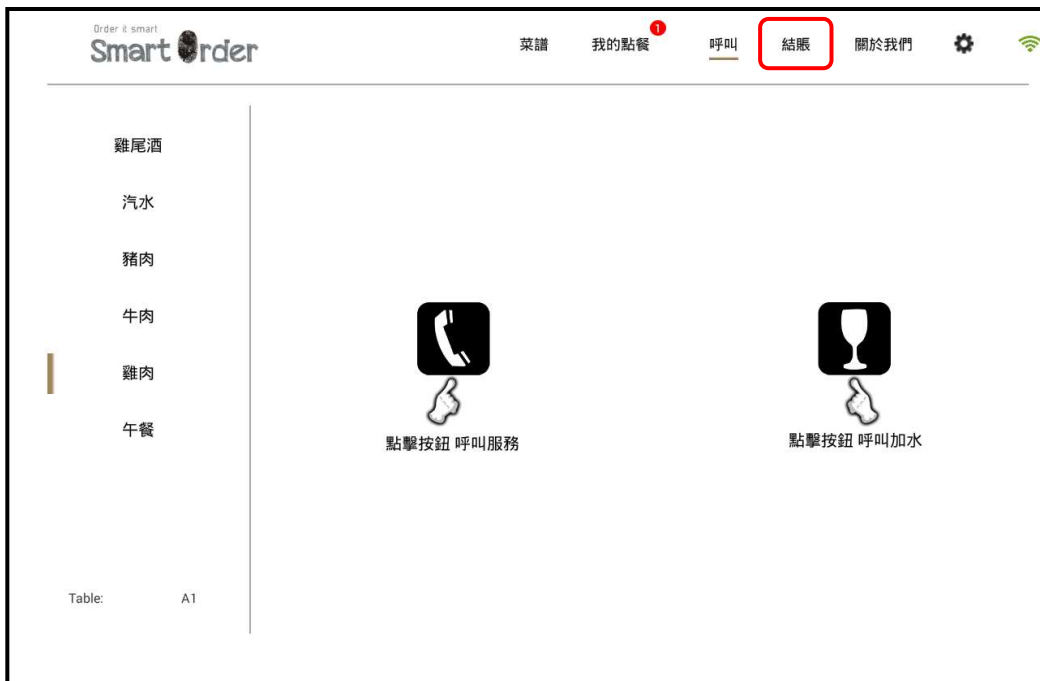 Order it smart
Smart Order
菜譜
我的點餐
1
呼叫
結賬
關於我們
雞尾酒
汽水
豬肉
牛肉
雞肉
午餐
點擊按鈕 呼叫服務
點擊按鈕 呼叫加水
Table: A1